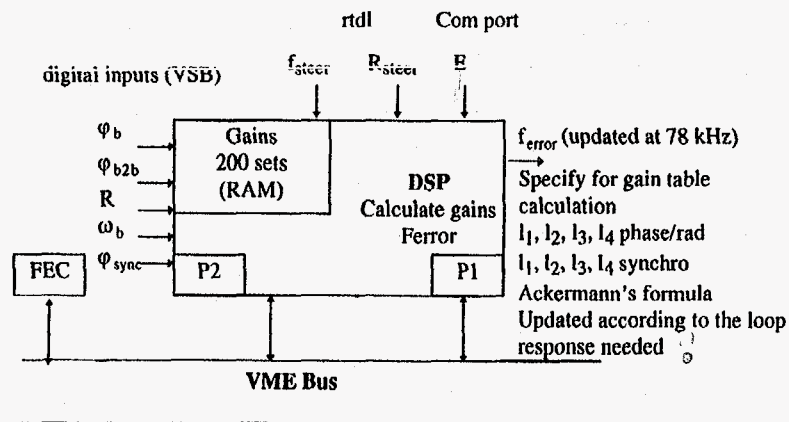 rtdl Com port
f_steer R_steer
digital inputs (VSB)
φ_b
φ_b2b
R
ω_b
φ_sync
Gains
200 sets
(RAM)
DSP
Calculate gains
Ferror
f_error (updated at 78 kHz)
Specify for gain table
calculation
l_1, l_2, l_3, l_4 phase/rad
l_1, l_2, l_3, l_4 synchro
Ackermann's formula
Updated according to the loop
response needed
FEC
P2
P1
VME Bus